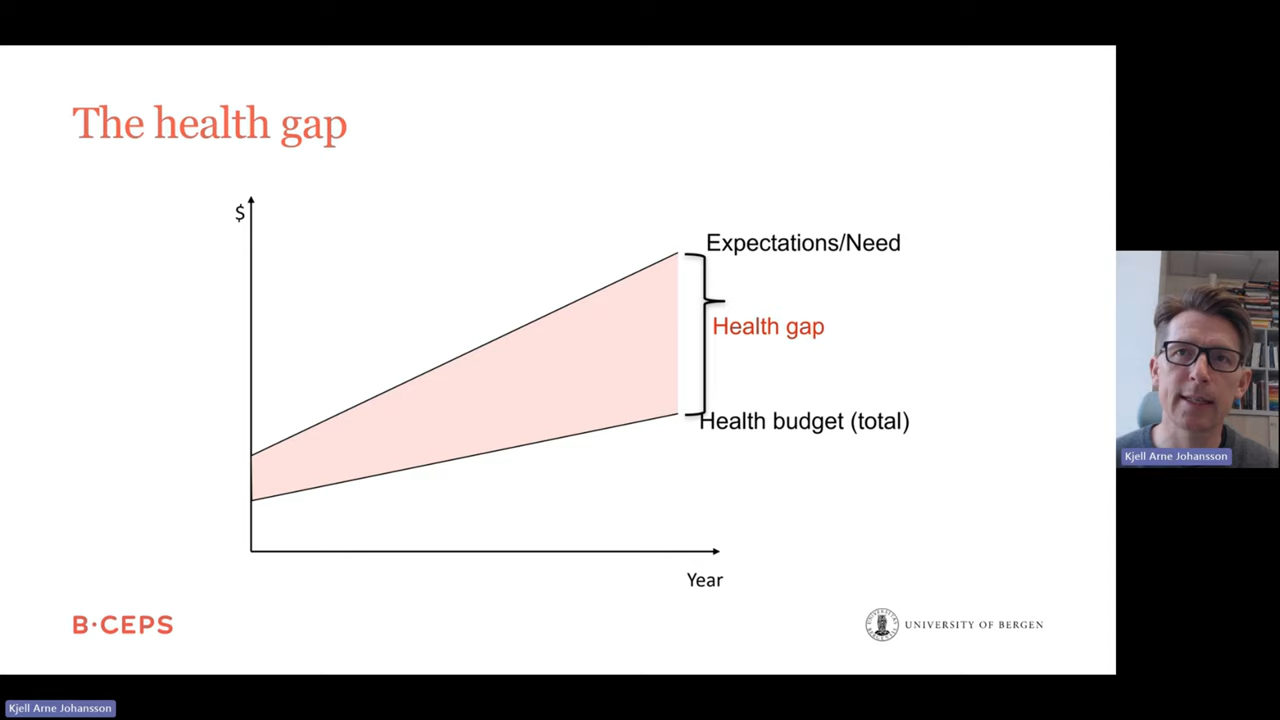 The health gap
$
Expectations/Need
Health gap
Health budget (total)
Year
B·CEPS
UNIVERSITY OF BERGEN
Kjell Arne Johansson
Kjell Arne Johansson